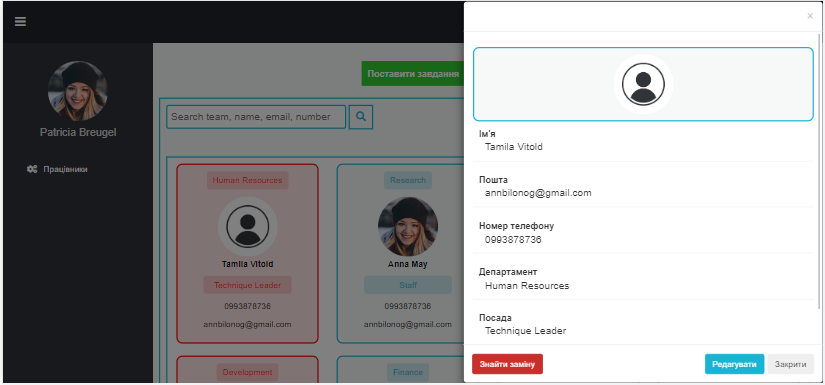 Patricia Breugel
Працівники
Поставити завдання
Search team, name, email, number
Human Resources
Tamila Vitold
Technique Leader
0993878736
annbilonog@gmail.com
Research
Anna May
Staff
0993878736
annbilonog@gmail.com
Development
Finance
×
Ім'я
Tamila Vitold
Пошта
annbilonog@gmail.com
Номер телефону
0993878736
Департамент
Human Resources
Посада
Technique Leader
Знайти заміну
Редагувати
Закрити